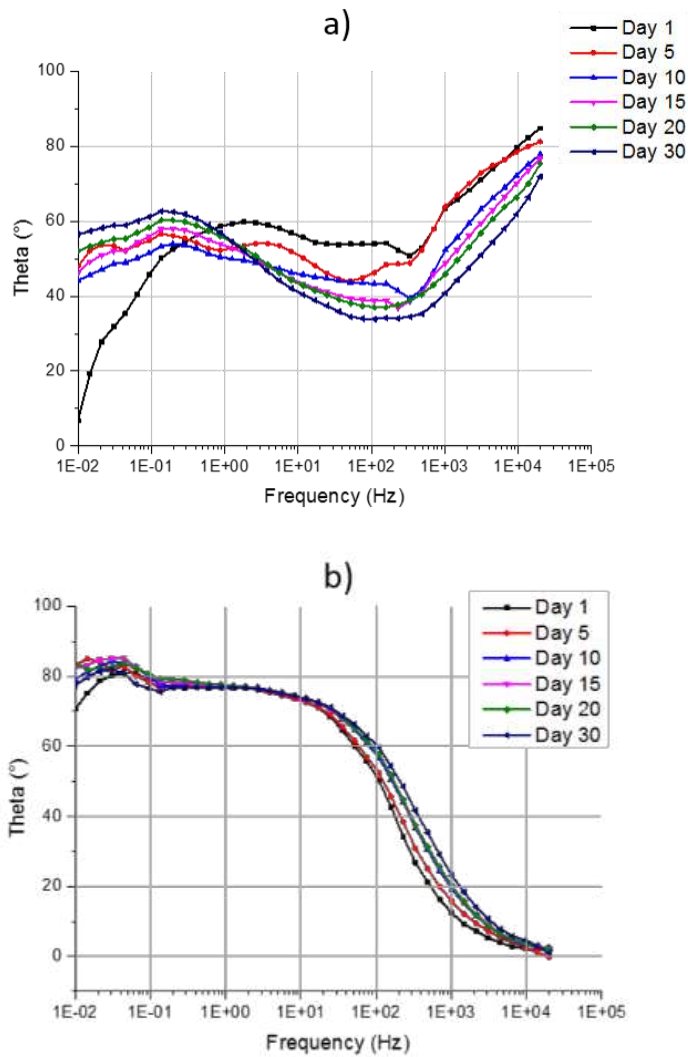 a)
Day 1
Day 5
Day 10
Day 15
Day 20
Day 30
100
80
60
40
20
0
Theta (°)
1E-02 1E-01 1E+00 1E+01 1E+02 1E+03 1E+04 1E+05
Frequency (Hz)
b)
Day 1
Day 5
Day 10
Day 15
Day 20
Day 30
100
80
60
40
20
0
Theta (°)
1E-02 1E-01 1E+00 1E+01 1E+02 1E+03 1E+04 1E+05
Frequency (Hz)